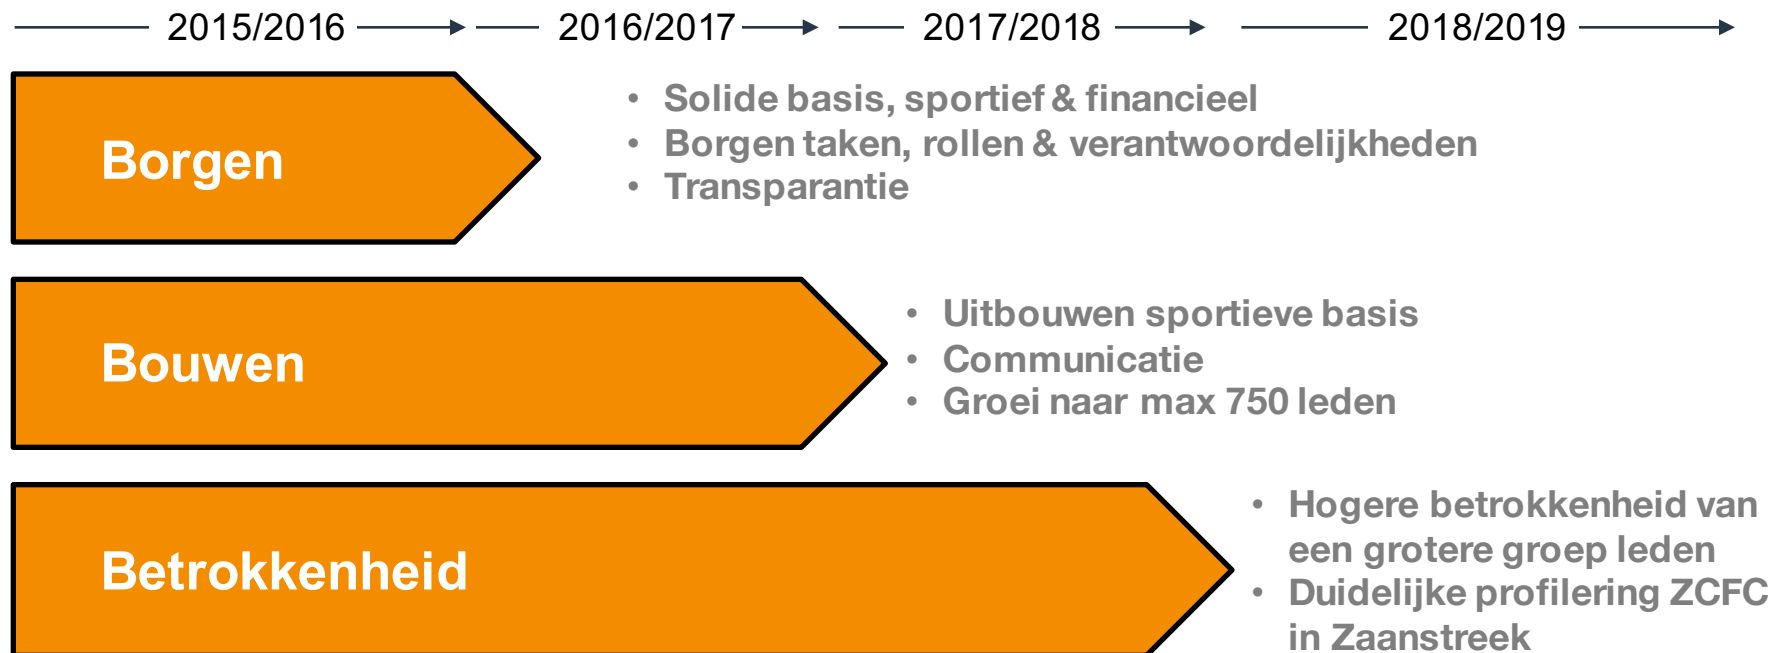 2015/2016 2016/2017 2017/2018 2018/2019
Borgen
• Solide basis, sportief & financieel
• Borgen taken, rollen & verantwoordelijkheden
• Transparantie
Bouwen
• Uitbouwen sportieve basis
• Communicatie
• Groei naar max 750 leden
Betrokkenheid
• Hogere betrokkenheid van
een grotere groep leden
• Duidelijke profilering ZCFC
in Zaanstreek